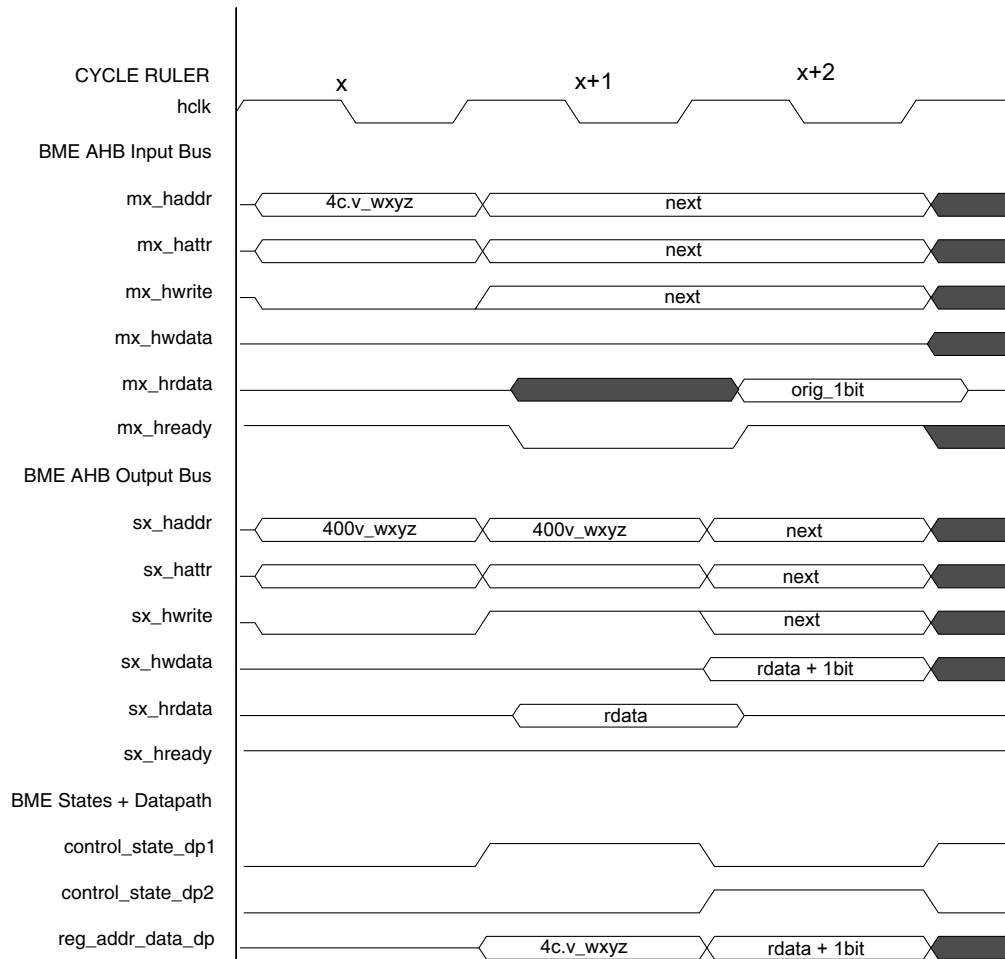 CYCLE RULER x x+1 x+2
hclk
BME AHB Input Bus
mx_haddr 4c.v_wxyz next
mx_hattr next
mx_hwrite next
mx_hwdata
mx_hrdata orig_1bit
mx_hready
BME AHB Output Bus
sx_haddr 400v_wxyz 400v_wxyz next
sx_hattr next
sx_hwrite next
sx_hwdata rdata + 1bit
sx_hrdata rdata
sx_hready
BME States + Datapath
control_state_dp1
control_state_dp2
reg_addr_data_dp 4c.v_wxyz rdata + 1bit